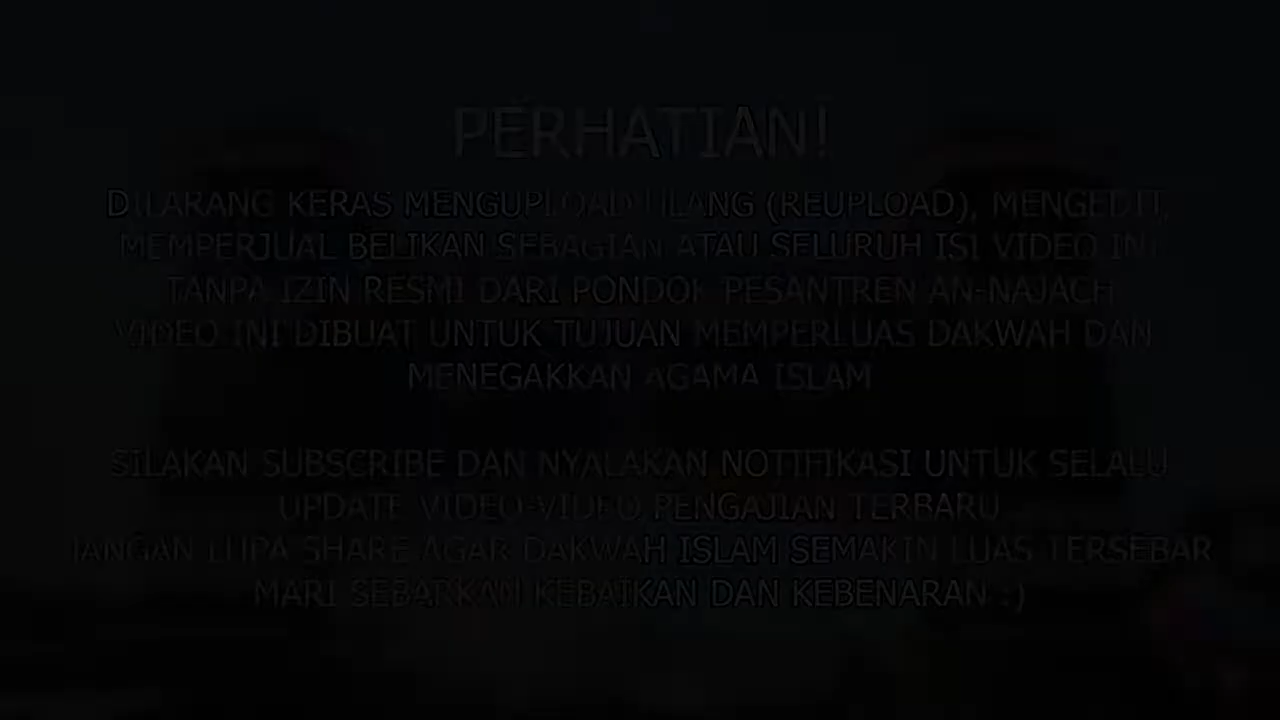 PERHATIAN!
DILARANG KERAS MENGUPLOAD ULANG (REUPLOAD), MENGEDIT,
MEMPERJUAL BELIKAN SEBAGIAN ATAU SELURUH ISI VIDEO INI
TANPA IZIN RESMI DARI PONDOK PESANTREN AN-NAJACH
VIDEO INI DIBUAT UNTUK TUJUAN MEMPERLUAS DAKWAH DAN
MENEGAKKAN AGAMA ISLAM
SILAKAN SUBSCRIBE DAN NYALAKAN NOTIFIKASI UNTUK SELALU
UPDATE VIDEO-VIDEO PENGAJIAN TERBARU
JANGAN LUPA SHARE AGAR DAKWAH ISLAM SEMAKIN LUAS TERSEBAR
MARI SEBARKAN KEBAIKAN DAN KEBENARAN :)